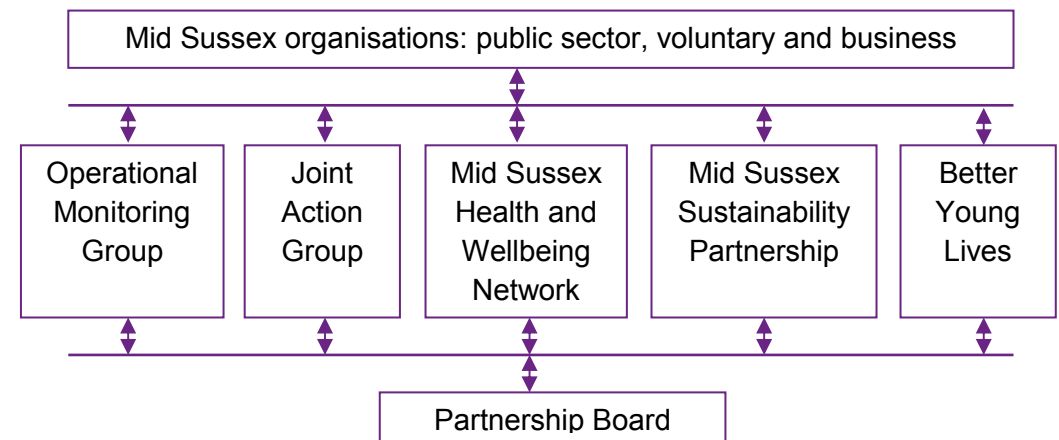 Mid Sussex organisations: public sector, voluntary and business
Operational
Monitoring
Group
Joint
Action
Group
Mid Sussex
Health and
Wellbeing
Network
Mid Sussex
Sustainability
Partnership
Better
Young
Lives
Partnership Board